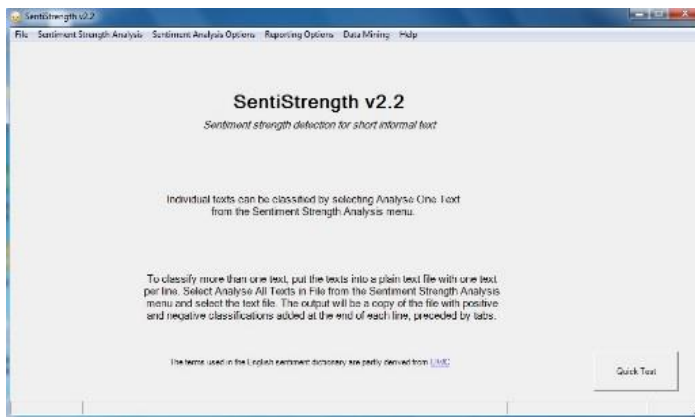 SentiStrength v2.2
File Sentiment Strength Analysis Sentiment Analysis Options Reporting Options Data Mining Help
SentiStrength v2.2
Sentiment strength detection for short informal text
Individual texts can be classified by selecting Analyse One Text
from the Sentiment Strength Analysis menu.
To classify more than one text, put the texts into a plain text file with one text
per line. Select Analyse All Texts in File from the Sentiment Strength Analysis
menu and select the text file. The output will be a copy of the file with positive
and negative classifications added at the end of each line, preceded by tabs.
The terms used in the English sentiment dictionary are partly derived from
Quick Test